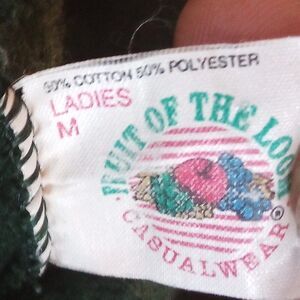 50% COTTON 50% POLYESTER
LADIES
M
FRUIT OF THE LOOM
®
CASUALWEAR